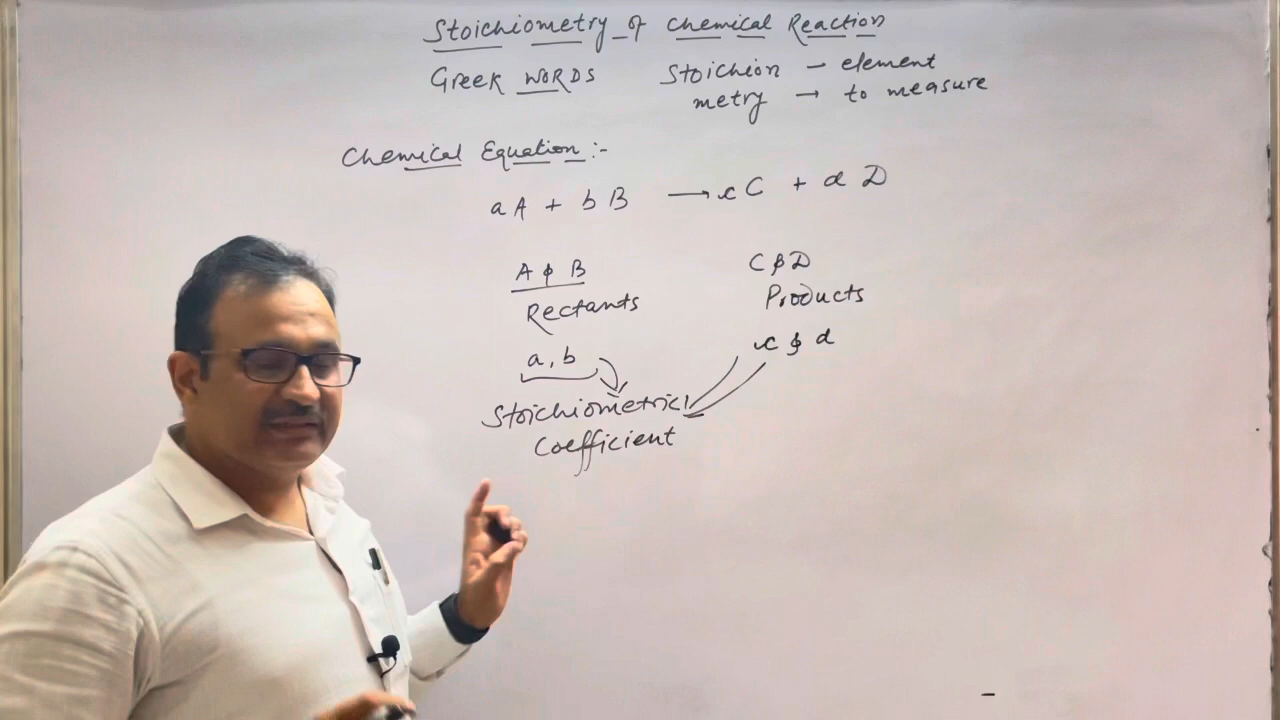 Stoichiometry of Chemical Reaction
Greek WORDS Stoichion – element
metry → to measure
Chemical Equation :-
aA + bB → cC + dD
A & B C & D
Rectants Products
a, b c & d
Stoichiometric
Coefficient